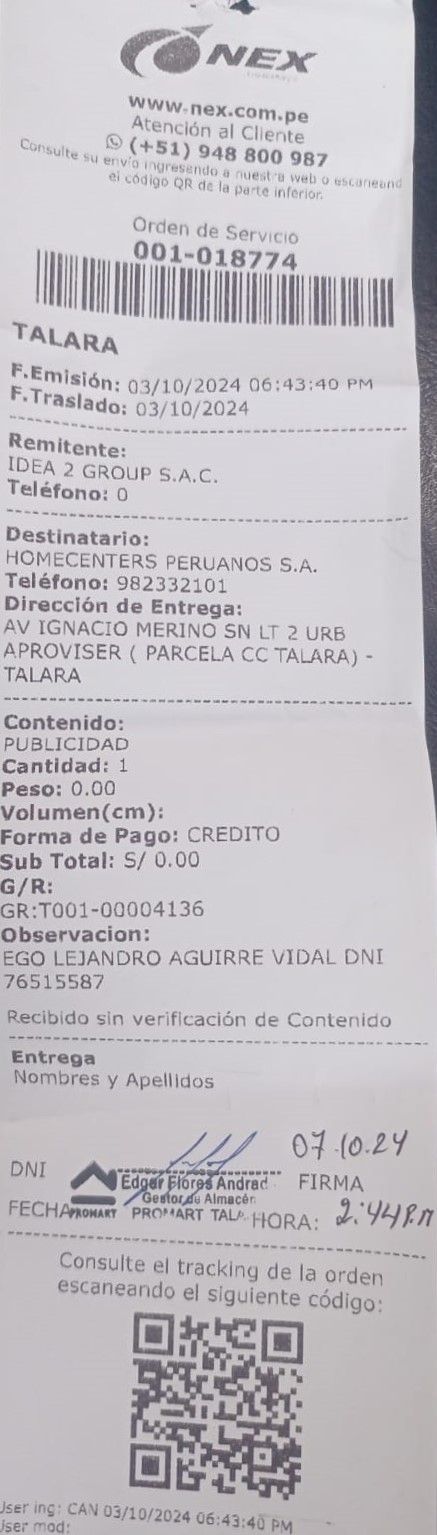 NEX
www.nex.com.pe
Atención al Cliente
(+51) 948 800 987
Consulte su envío ingresando a nuestra web o escaneand
el código QR de la parte inferior.
Orden de Servicio
001-018774
TALARA
F.Emisión: 03/10/2024 06:43:40 PM
F.Traslado: 03/10/2024
Remitente:
IDEA 2 GROUP S.A.C.
Teléfono: 0
Destinatario:
HOMECENTERS PERUANOS S.A.
Teléfono: 982332101
Dirección de Entrega:
AV IGNACIO MERINO SN LT 2 URB
APROVISER ( PARCELA CC TALARA) -
TALARA
Contenido:
PUBLICIDAD
Cantidad: 1
Peso: 0.00
Volumen(cm):
Forma de Pago: CREDITO
Sub Total: S/ 0.00
G/R:
GR:T001-00004136
Observacion:
EGO LEJANDRO AGUIRRE VIDAL DNI
76515587
Recibido sin verificación de Contenido
Entrega
Nombres y Apellidos
07.10.24
DNI Edgar Flores Andrad FIRMA
Gestor de Almacén
FECHA PROMART PROMART TALA HORA: 2:44 P.M
Consulte el tracking de la orden
escaneando el siguiente código:
User ing: CAN 03/10/2024 06:43:40 PM
User mod: